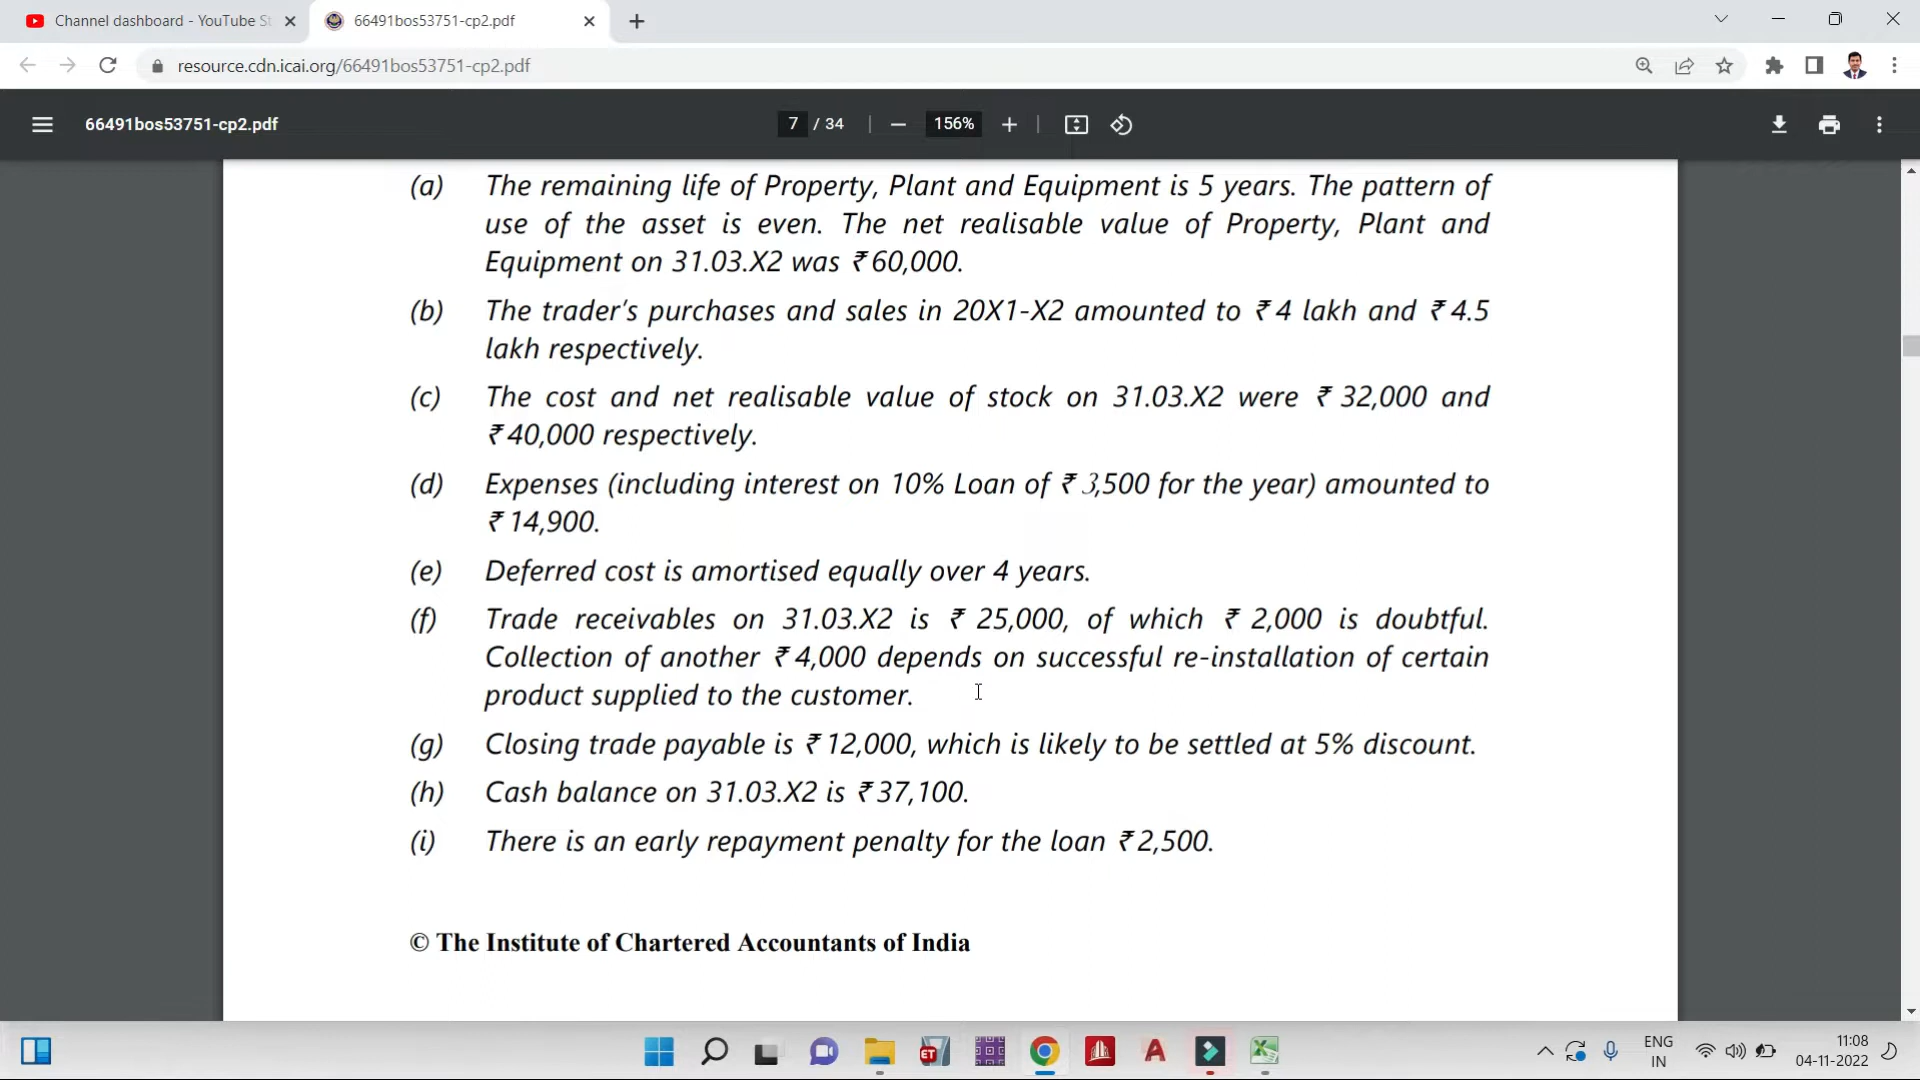 Channel dashboard - YouTube St
66491bos53751-cp2.pdf
resource.cdn.icai.org/66491bos53751-cp2.pdf
66491bos53751-cp2.pdf
7 / 34
156%
(a) The remaining life of Property, Plant and Equipment is 5 years. The pattern of
use of the asset is even. The net realisable value of Property, Plant and
Equipment on 31.03.X2 was ₹ 60,000.
(b) The trader's purchases and sales in 20X1-X2 amounted to ₹ 4 lakh and ₹ 4.5
lakh respectively.
(c) The cost and net realisable value of stock on 31.03.X2 were ₹ 32,000 and
₹ 40,000 respectively.
(d) Expenses (including interest on 10% Loan of ₹ 3,500 for the year) amounted to
₹ 14,900.
(e) Deferred cost is amortised equally over 4 years.
(f) Trade receivables on 31.03.X2 is ₹ 25,000, of which ₹ 2,000 is doubtful.
Collection of another ₹ 4,000 depends on successful re-installation of certain
product supplied to the customer.
(g) Closing trade payable is ₹ 12,000, which is likely to be settled at 5% discount.
(h) Cash balance on 31.03.X2 is ₹ 37,100.
(i) There is an early repayment penalty for the loan ₹ 2,500.
© The Institute of Chartered Accountants of India
ET
A
ENG
IN
11:08
04-11-2022